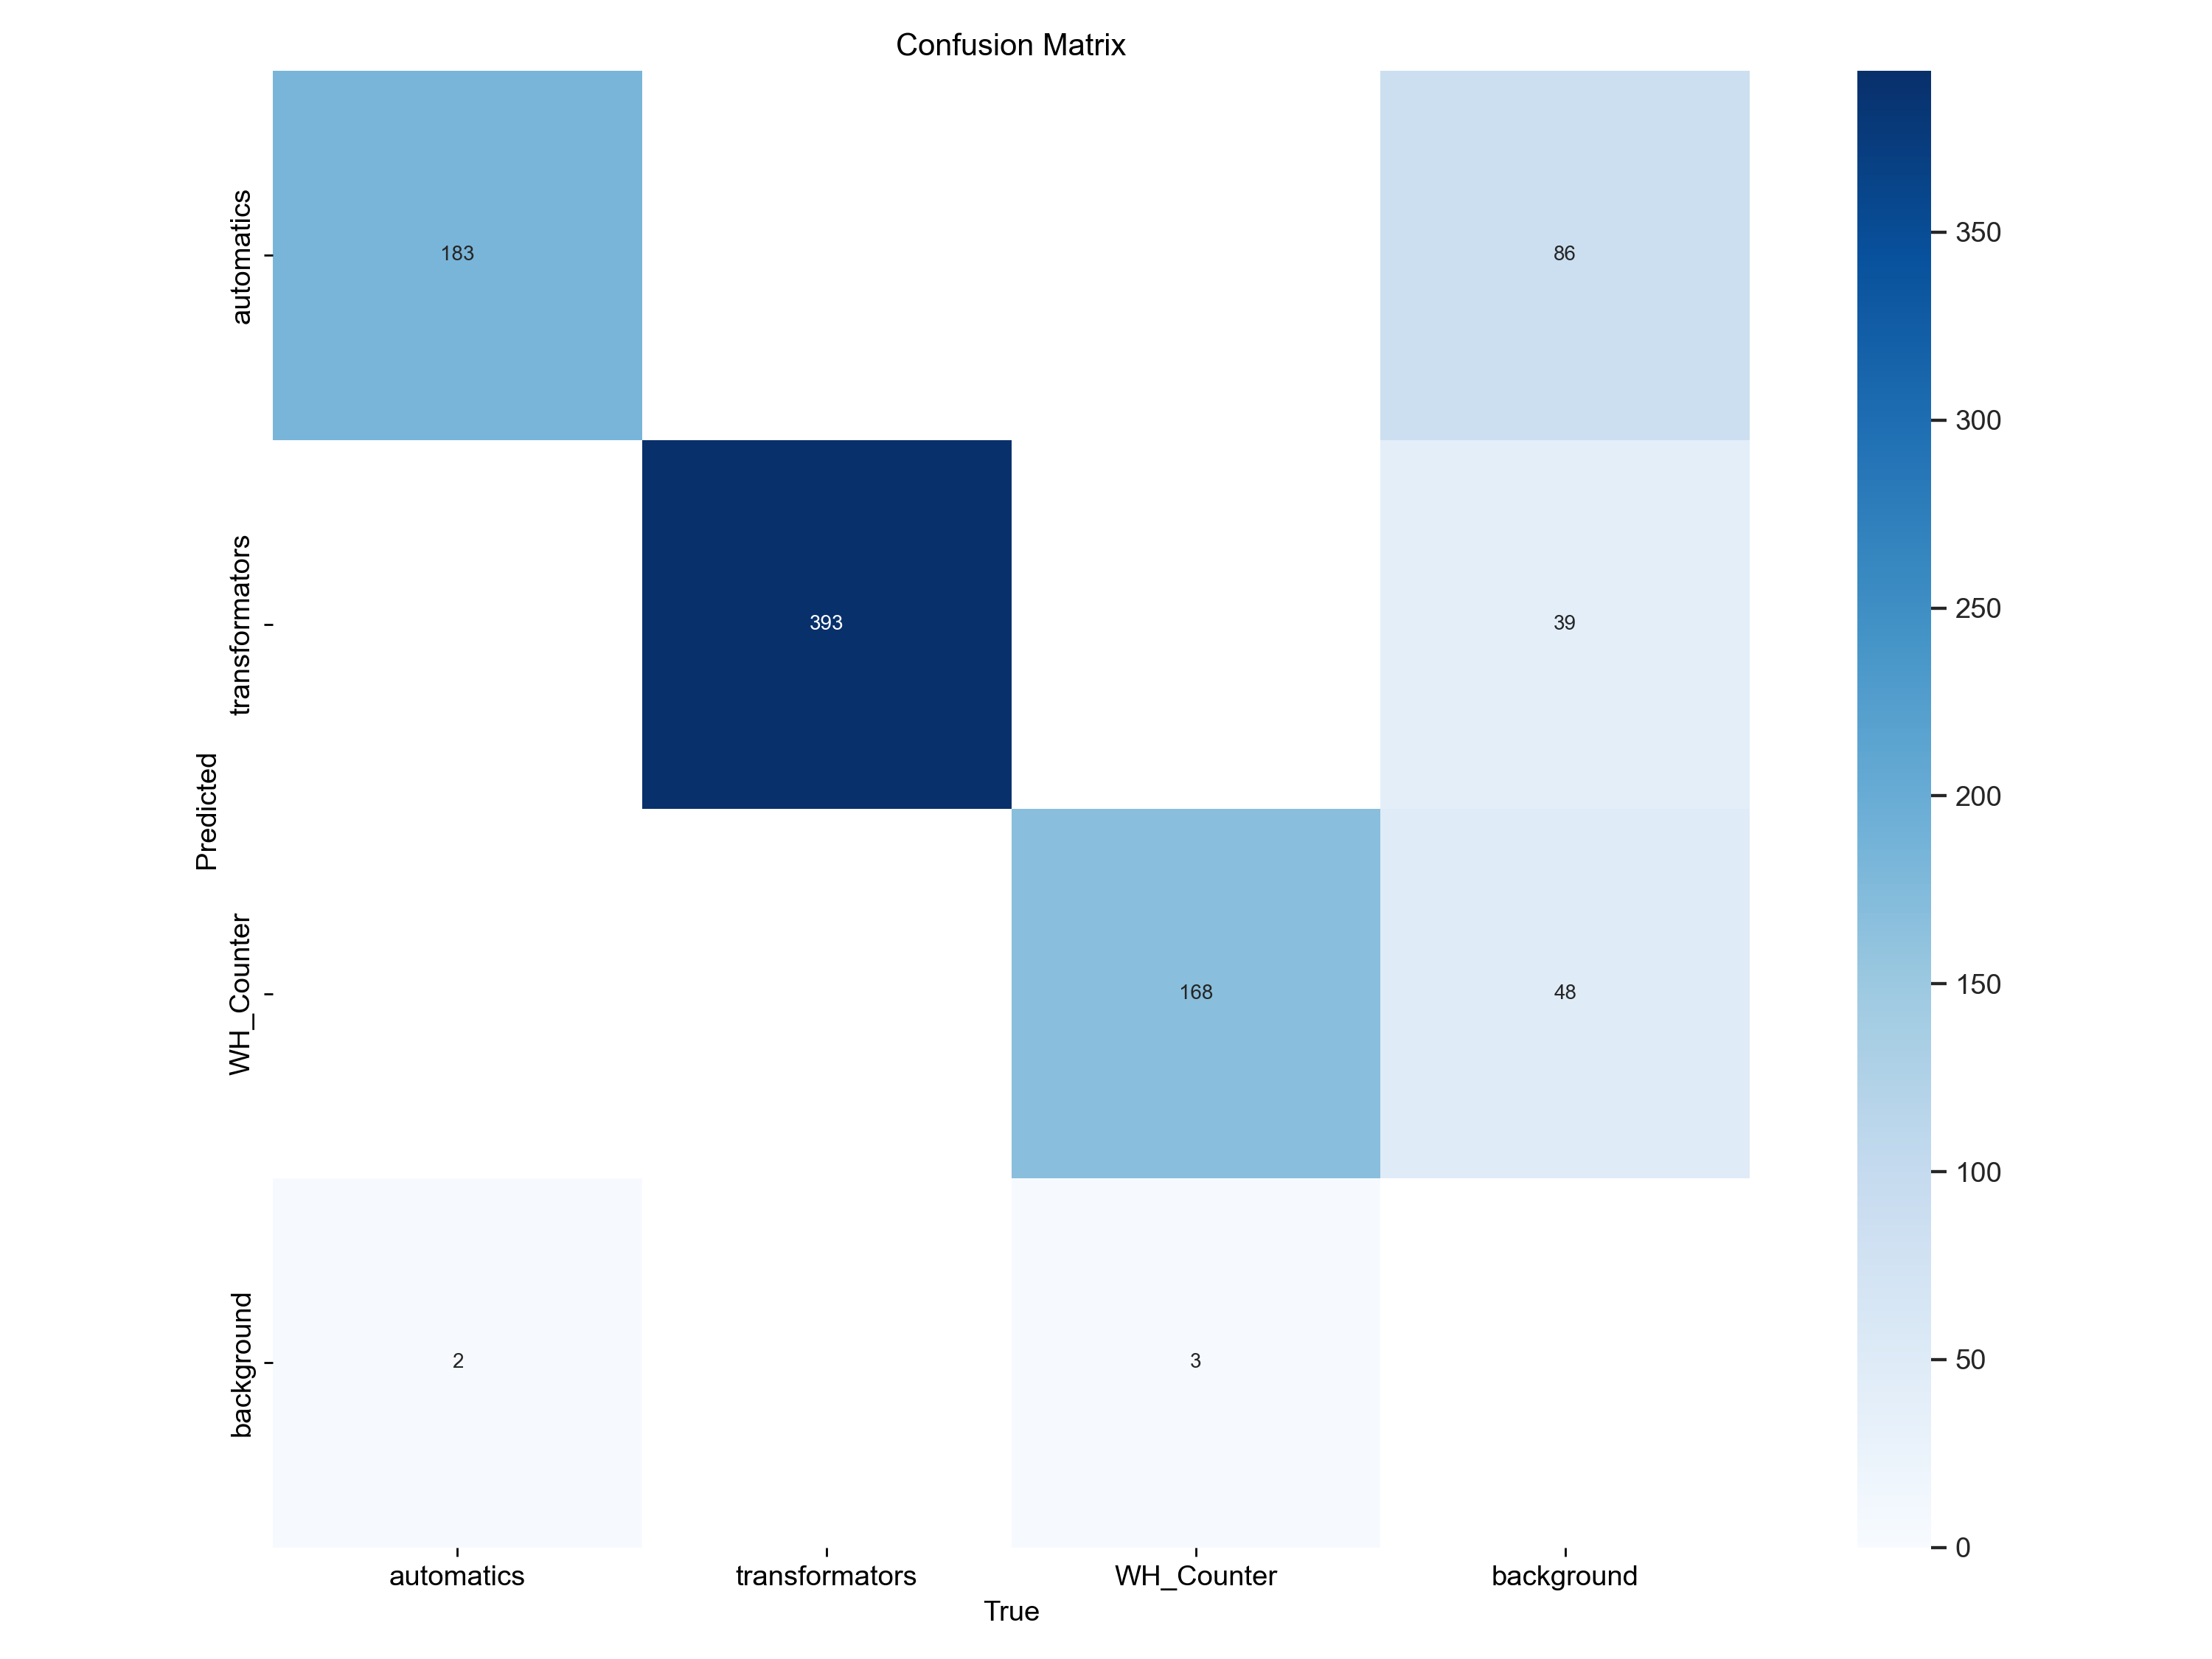 Confusion Matrix
automatics
183
86
transformators
393
39
WH_Counter
168
48
background
2
3
Predicted
automatics
transformators
WH_Counter
background
True
350
300
250
200
150
100
50
0